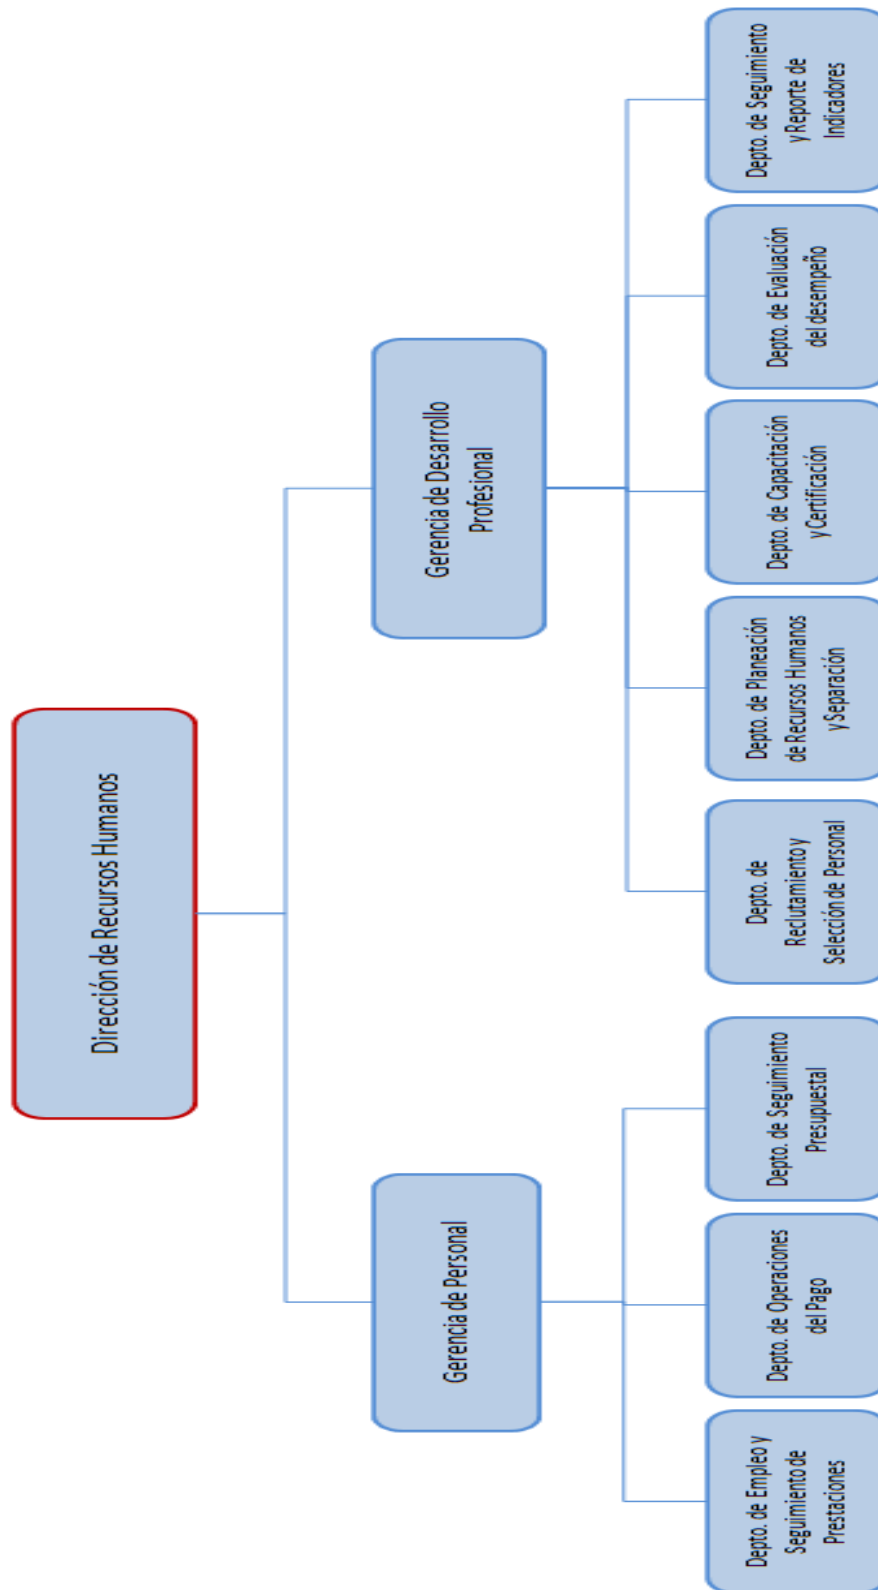 Dirección de Recursos Humanos
Gerencia de Personal
Gerencia de Desarrollo
Profesional
Depto. de Empleo y
Seguimiento de
Prestaciones
Depto. de Operaciones
del Pago
Depto. de Seguimiento
Presupuestal
Depto. de
Reclutamiento y
Selección de Personal
Depto. de Planeación
de Recursos Humanos
y Separación
Depto. de Capacitación
y Certificación
Depto. de Evaluación
del desempeño
Depto. de Seguimiento
y Reporte de
Indicadores